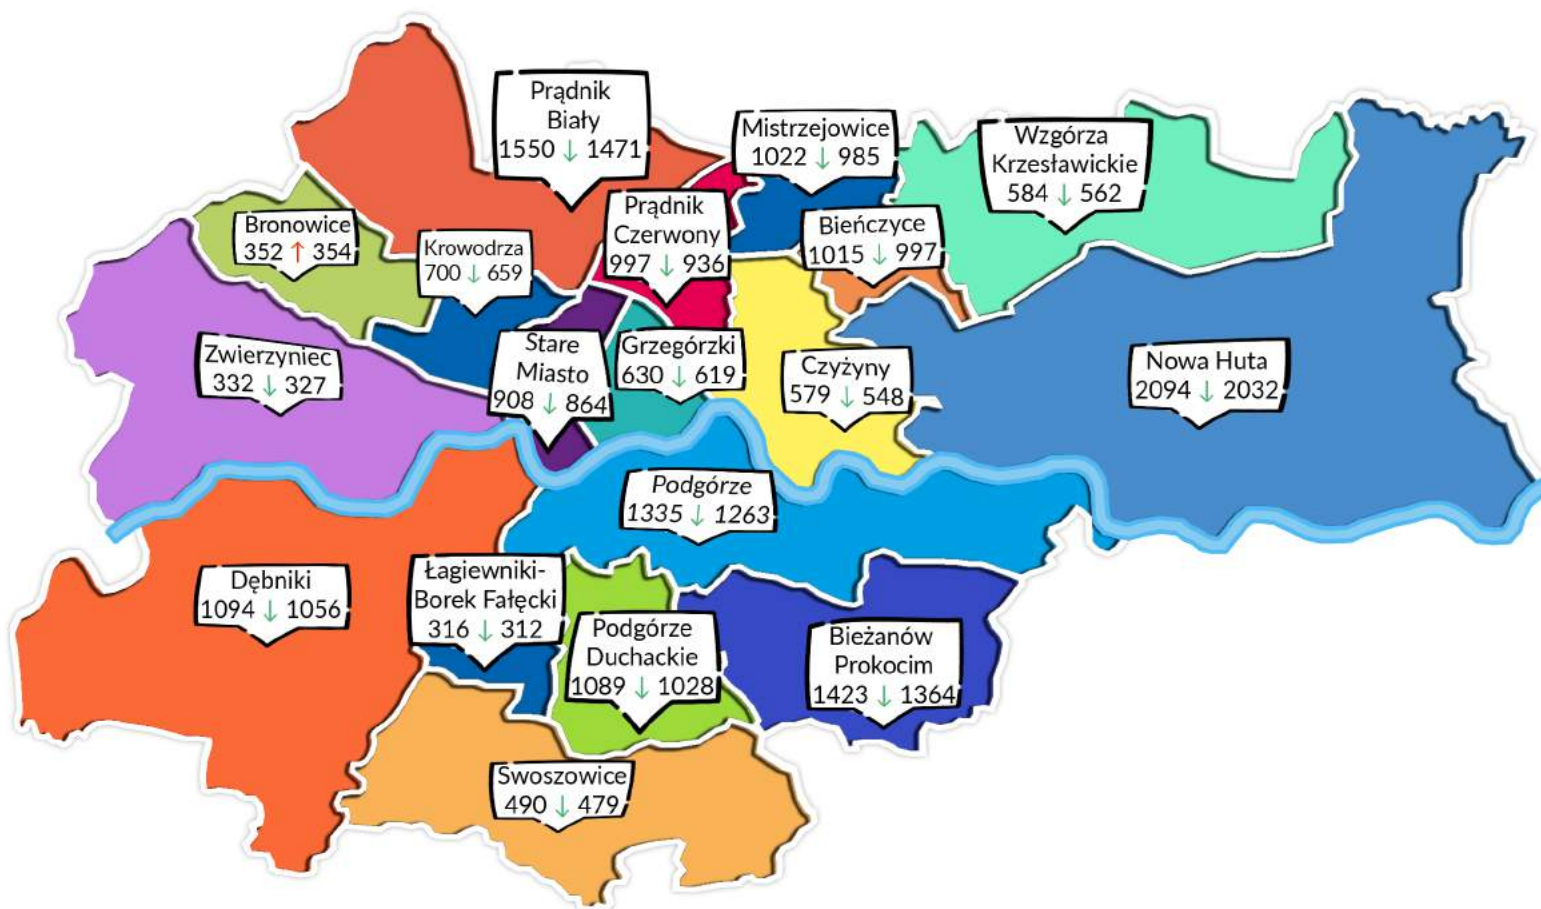 Prądnik
Biały
1550 ↓ 1471
Mistrzejowice
1022 ↓ 985
Wzgórza
Krzesławickie
584 ↓ 562
Bronowice
352 ↑ 354
Krowodrza
700 ↓ 659
Prądnik
Czerwony
997 ↓ 936
Bieńczyce
1015 ↓ 997
Zwierzyniec
332 ↓ 327
Stare
Miasto
908 ↓ 864
Grzegórzki
630 ↓ 619
Czyżyny
579 ↓ 548
Nowa Huta
2094 ↓ 2032
Podgórze
1335 ↓ 1263
Dębniki
1094 ↓ 1056
Łagiewniki-
Borek Fałęcki
316 ↓ 312
Podgórze
Duchackie
1089 ↓ 1028
Bieżanów
Prokocim
1423 ↓ 1364
Swoszowice
490 ↓ 479